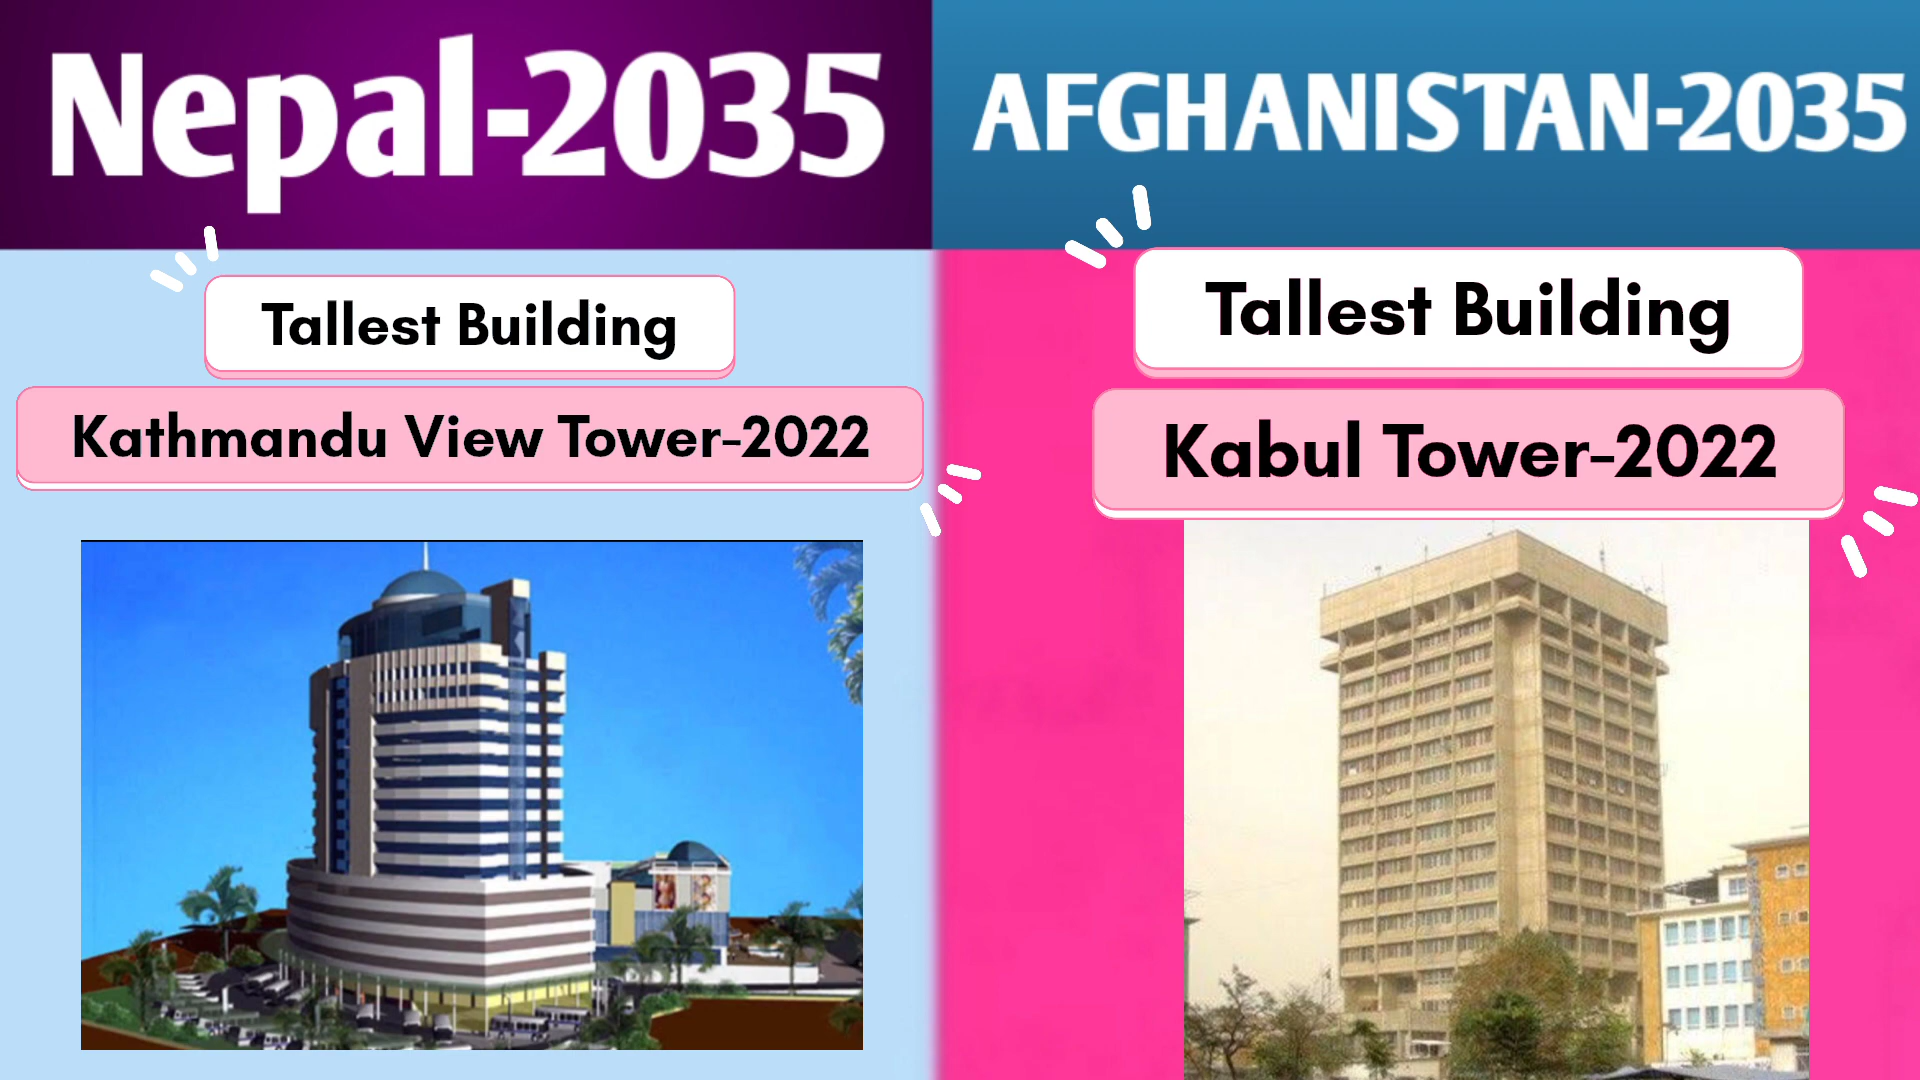 Nepal-2035
Tallest Building
Kathmandu View Tower-2022
AFGHANISTAN-2035
Tallest Building
Kabul Tower-2022